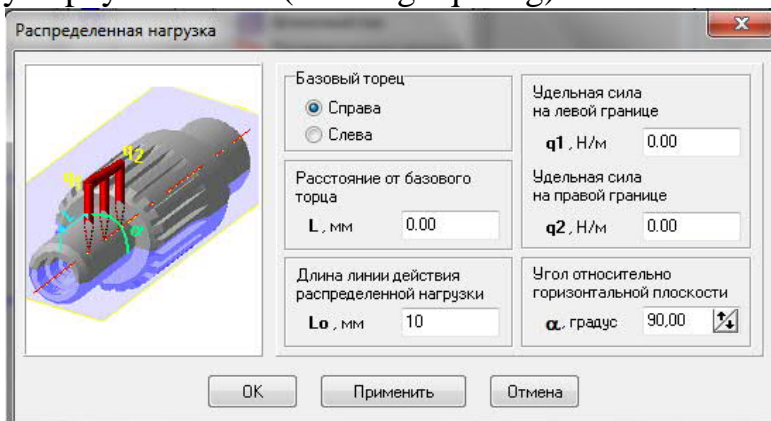 Распределенная нагрузка
Базовый торец
Справа
Слева
Расстояние от базового
торца
L , мм 0.00
Длина линии действия
распределенной нагрузки
Lo , мм 10
Удельная сила
на левой границе
q1 , Н/м 0.00
Удельная сила
на правой границе
q2 , Н/м 0.00
Угол относительно
горизонтальной плоскости
α, градус 90,00
q1
q2
L
α
OK
Применить
Отмена